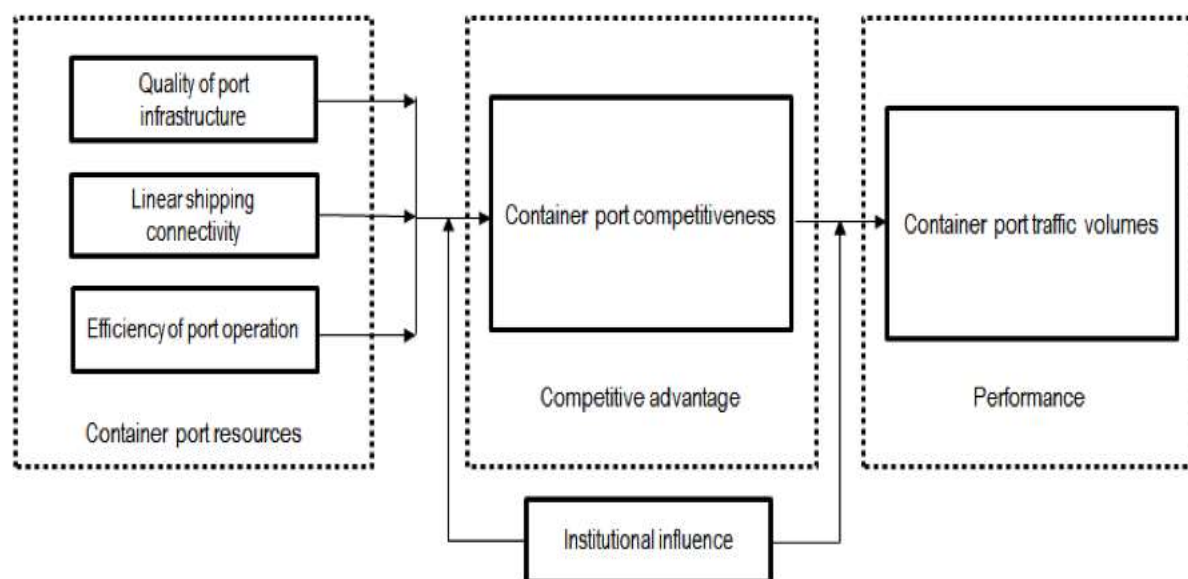 Quality of port
infrastructure
Linear shipping
connectivity
Efficiency of port operation
Container port resources
Container port competitiveness
Competitive advantage
Container port traffic volumes
Performance
Institutional influence